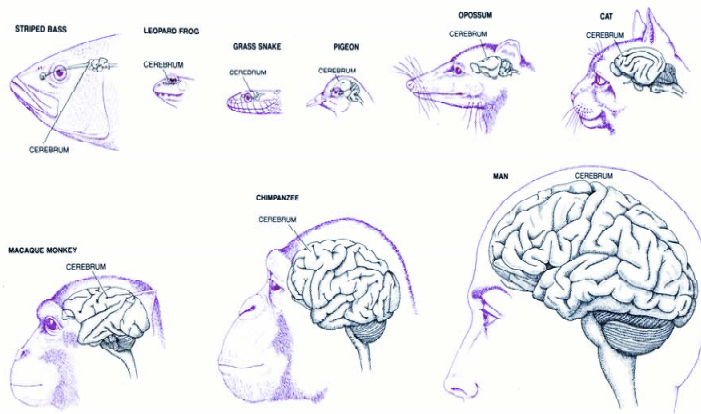 STRIPED BASS
CEREBRUM
LEOPARD FROG
CEREBRUM
GRASS SNAKE
CEREBRUM
PIGEON
CEREBRUM
OPOSSUM
CEREBRUM
CAT
CEREBRUM
MACAQUE MONKEY
CEREBRUM
CHIMPANZEE
CEREBRUM
MAN
CEREBRUM